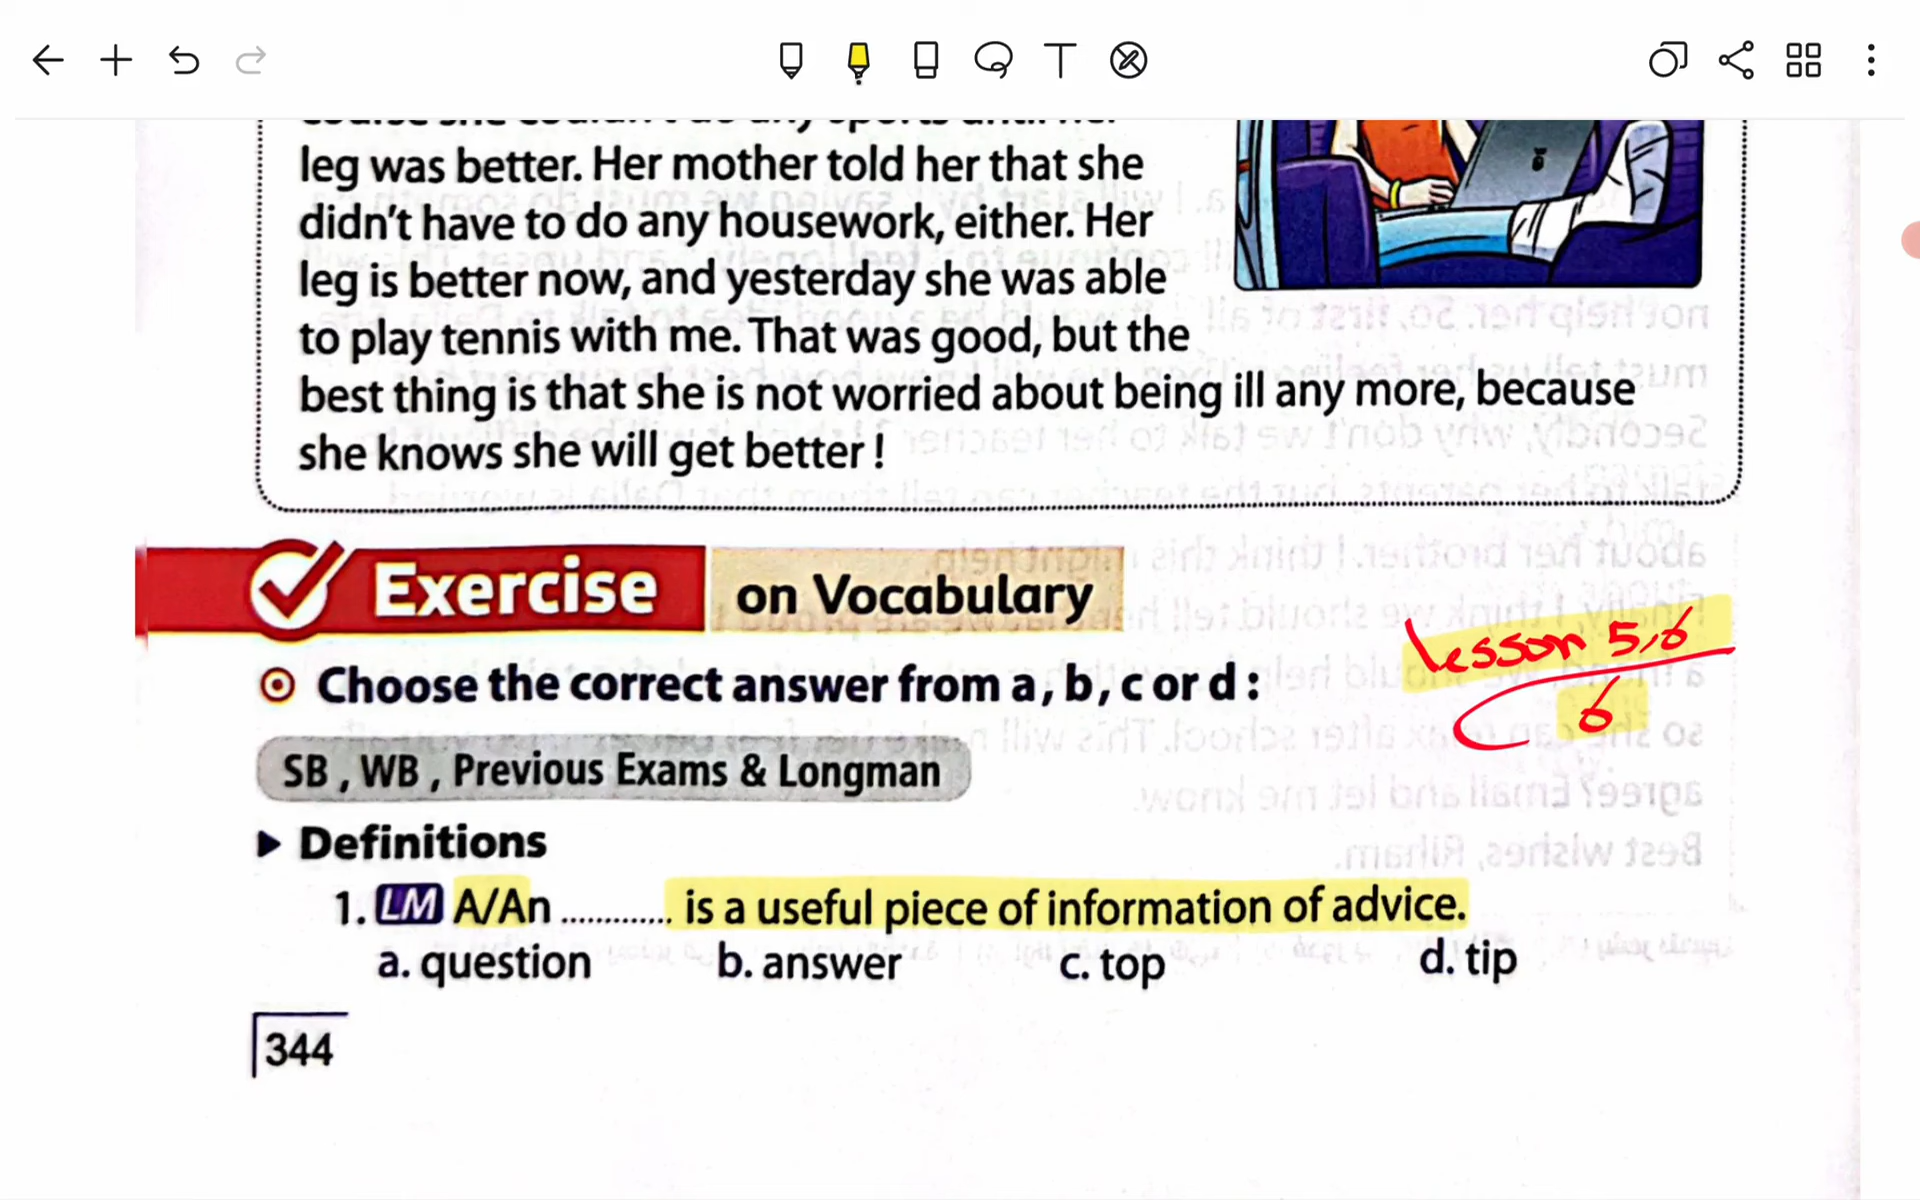 leg was better. Her mother told her that she
didn't have to do any housework, either. Her
leg is better now, and yesterday she was able
to play tennis with me. That was good, but the
best thing is that she is not worried about being ill any more, because
she knows she will get better !
Exercise on Vocabulary
Lesson 5,6
6
Choose the correct answer from a, b, c or d :
SB , WB , Previous Exams & Longman
Definitions
1. LM A/An ............. is a useful piece of information of advice.
a. question b. answer c. top d. tip
344